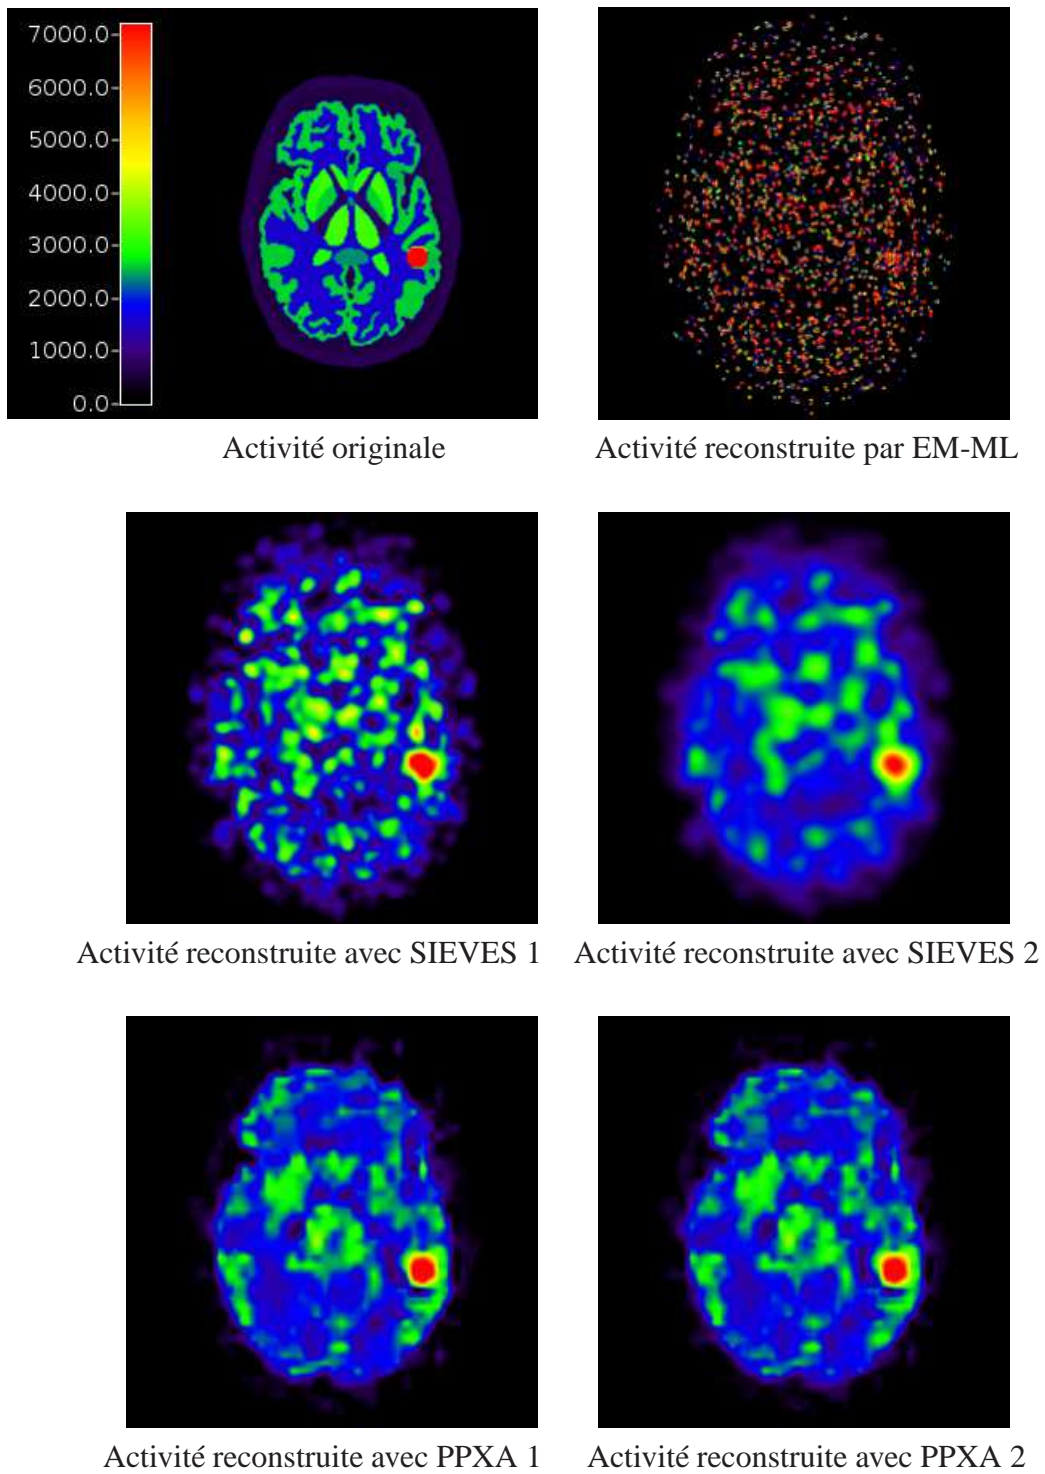 7000.0
6000.0
5000.0
4000.0
3000.0
2000.0
1000.0
0.0
Activité originale
Activité reconstruite par EM-ML
Activité reconstruite avec SIEVES 1
Activité reconstruite avec SIEVES 2
Activité reconstruite avec PPXA 1
Activité reconstruite avec PPXA 2